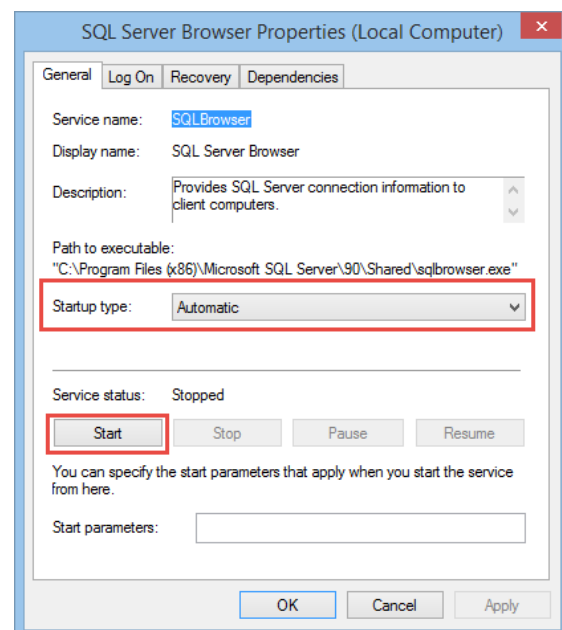 SQL Server Browser Properties (Local Computer)
General Log On Recovery Dependencies
Service name: SQLBrowser
Display name: SQL Server Browser
Description: Provides SQL Server connection information to
client computers.
Path to executable:
"C:\Program Files (x86)\Microsoft SQL Server\90\Shared\sqlbrowser.exe"
Startup type: Automatic
Service status: Stopped
Start Stop Pause Resume
You can specify the start parameters that apply when you start the service
from here.
Start parameters:
OK Cancel Apply